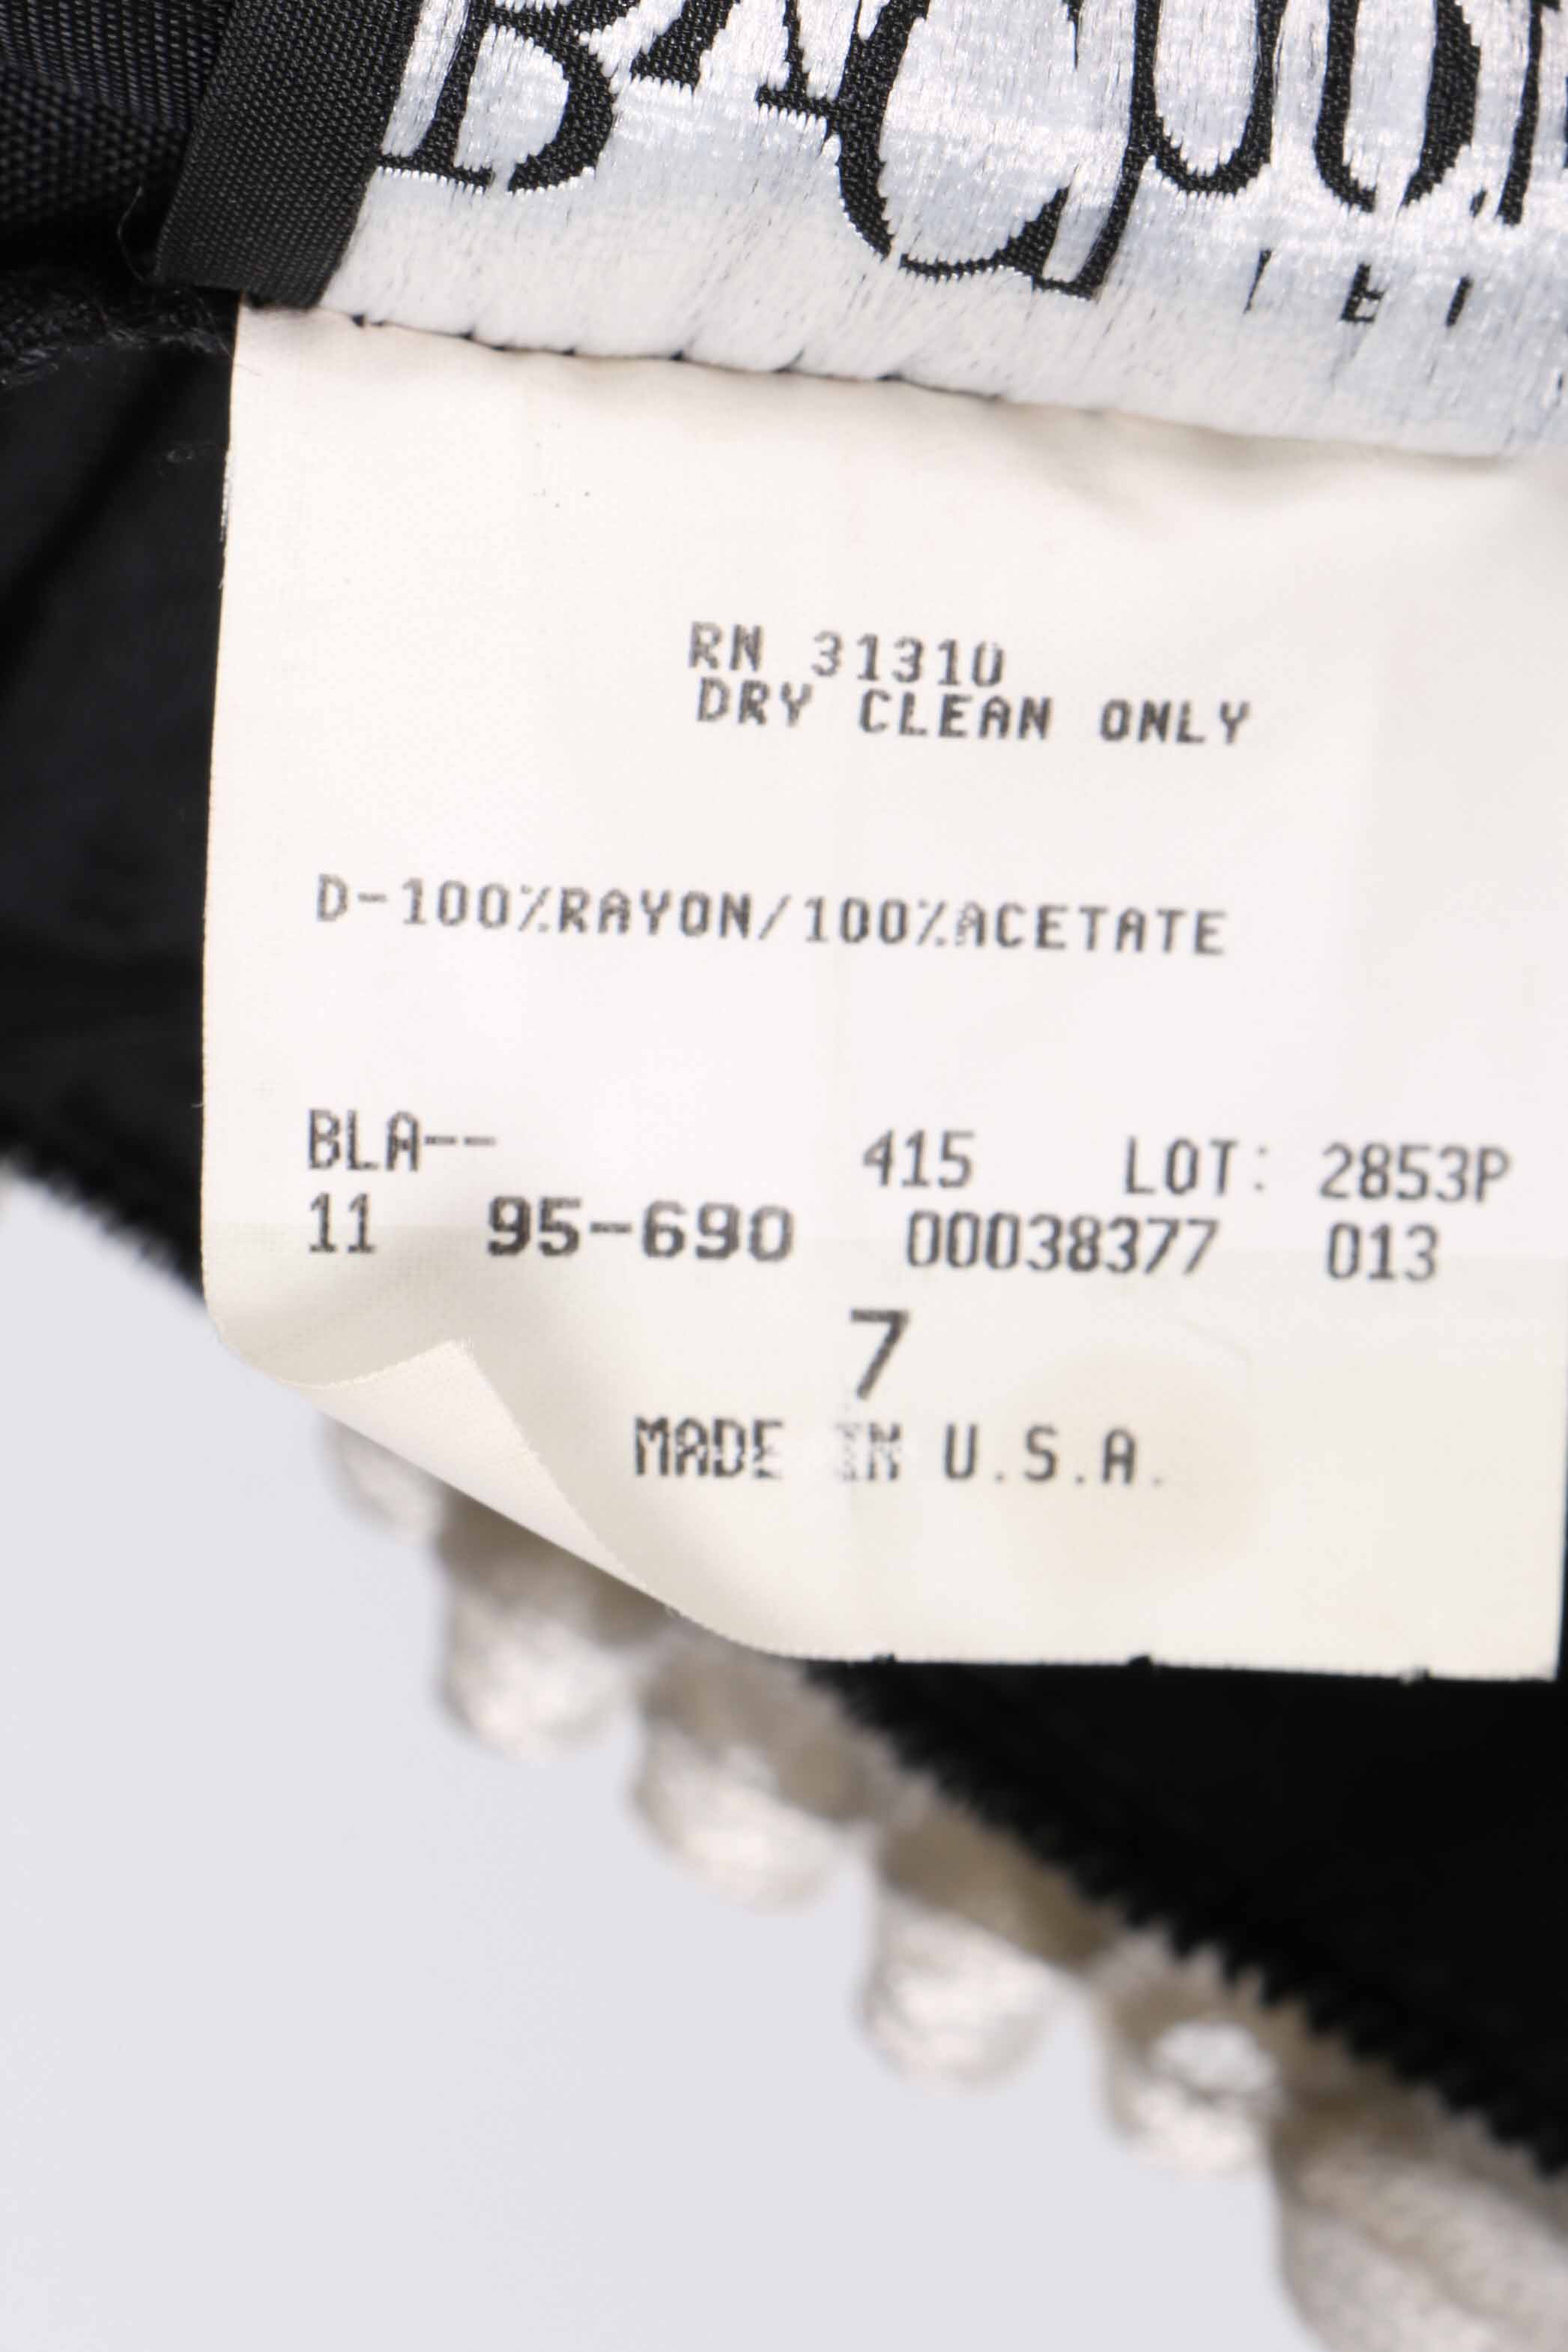 RN 31310
DRY CLEAN ONLY
D-100%RAYON/100%ACETATE
BLA-- 415 LOT: 2853P
11 95-690 00038377 013
7
MADE IN U.S.A.